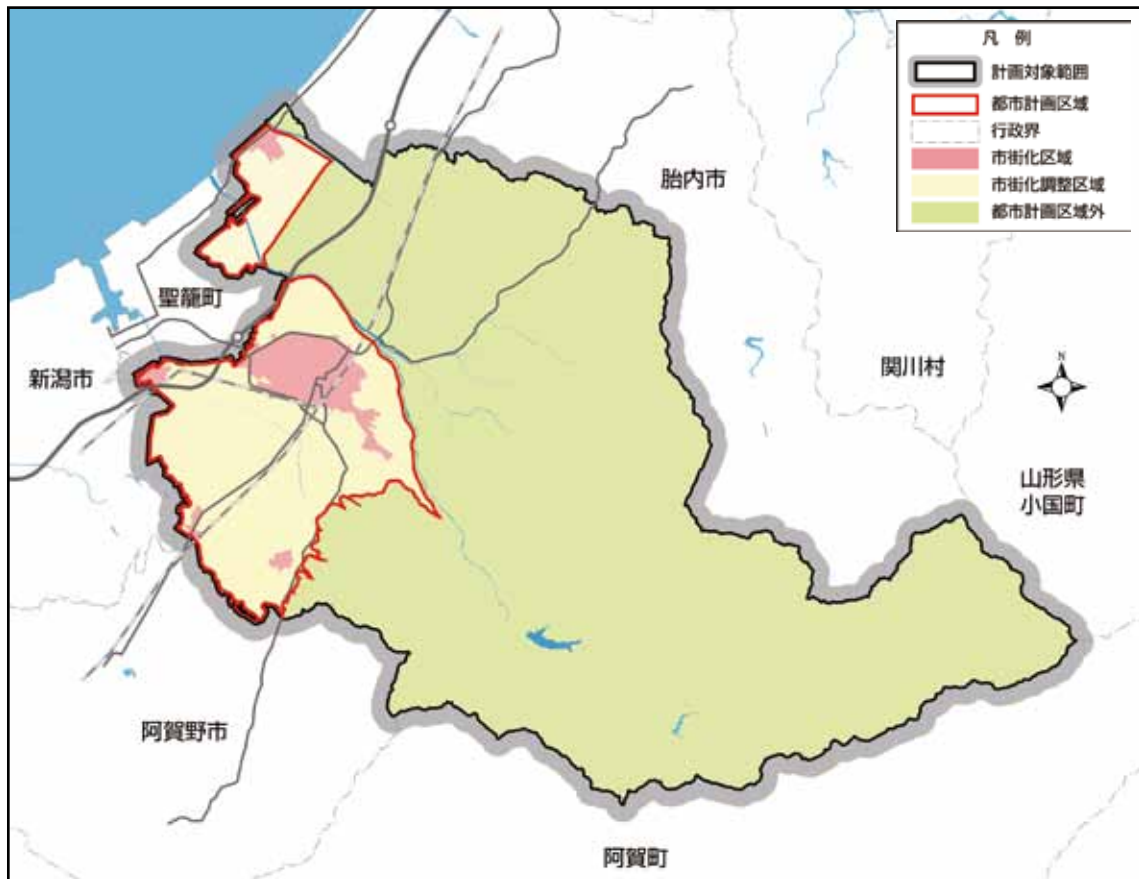 凡 例
計画対象範囲
都市計画区域
行政界
市街化区域
市街化調整区域
都市計画区域外
胎内市
聖籠町
新潟市
関川村
N
山形県
小国町
阿賀野市
阿賀町